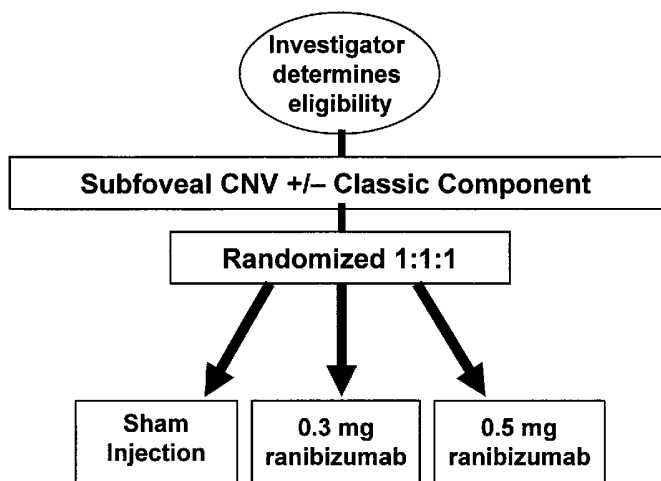 Investigator
determines
eligibility
Subfoveal CNV +/– Classic Component
Randomized 1:1:1
Sham
Injection
0.3 mg
ranibizumab
0.5 mg
ranibizumab